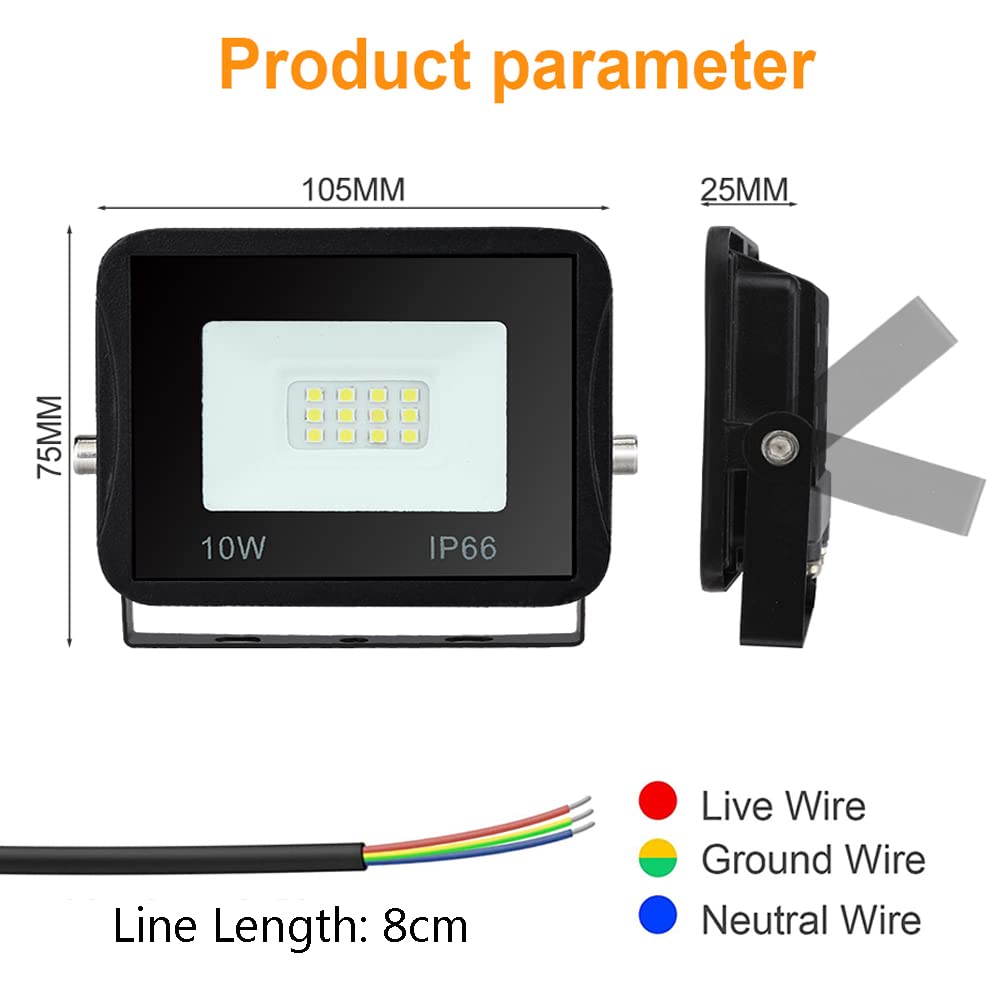 Product parameter
105MM
25MM
75MM
10W
IP66
Live Wire
Ground Wire
Neutral Wire
Line Length: 8cm